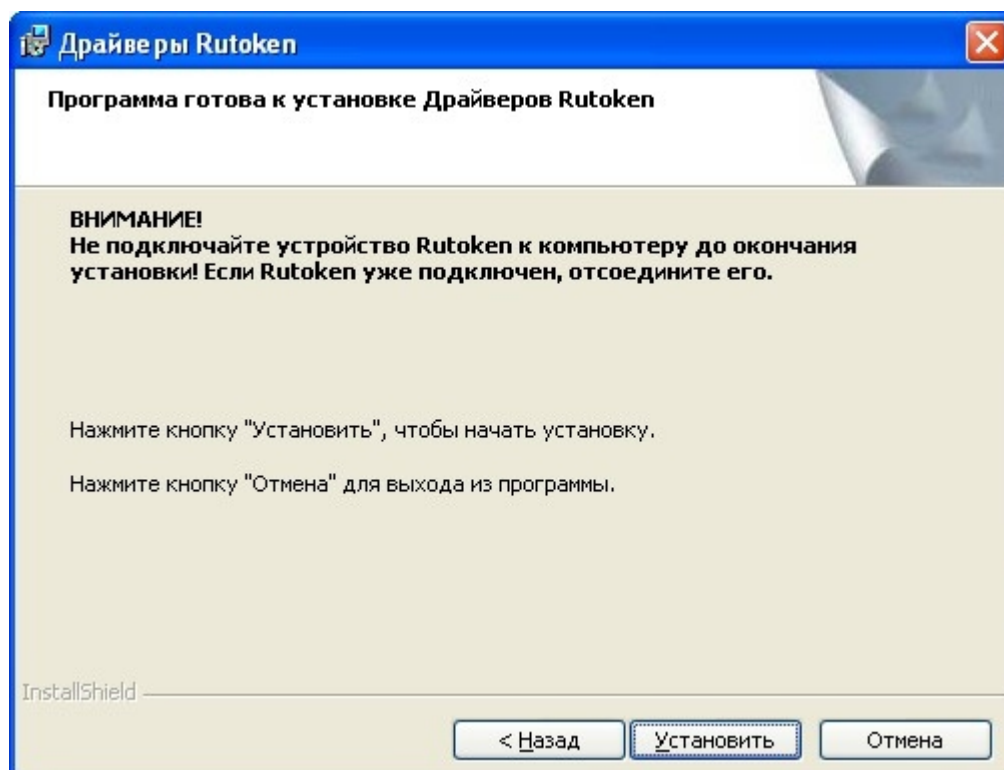 Драйверы Rutoken
Программа готова к установке Драйверов Rutoken
ВНИМАНИЕ!
Не подключайте устройство Rutoken к компьютеру до окончания
установки! Если Rutoken уже подключен, отсоедините его.
Нажмите кнопку "Установить", чтобы начать установку.
Нажмите кнопку "Отмена" для выхода из программы.
InstallShield
< Назад
Установить
Отмена